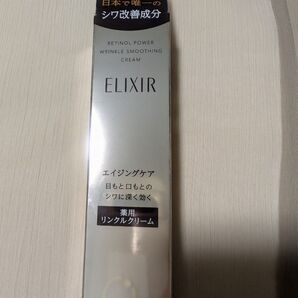 日本で唯一の
シワ改善成分
RETINOL POWER
WRINKLE SMOOTHING
CREAM
ELIXIR
エイジングケア
目もと口もとの
シワに深く効く
薬用
リンクルクリーム